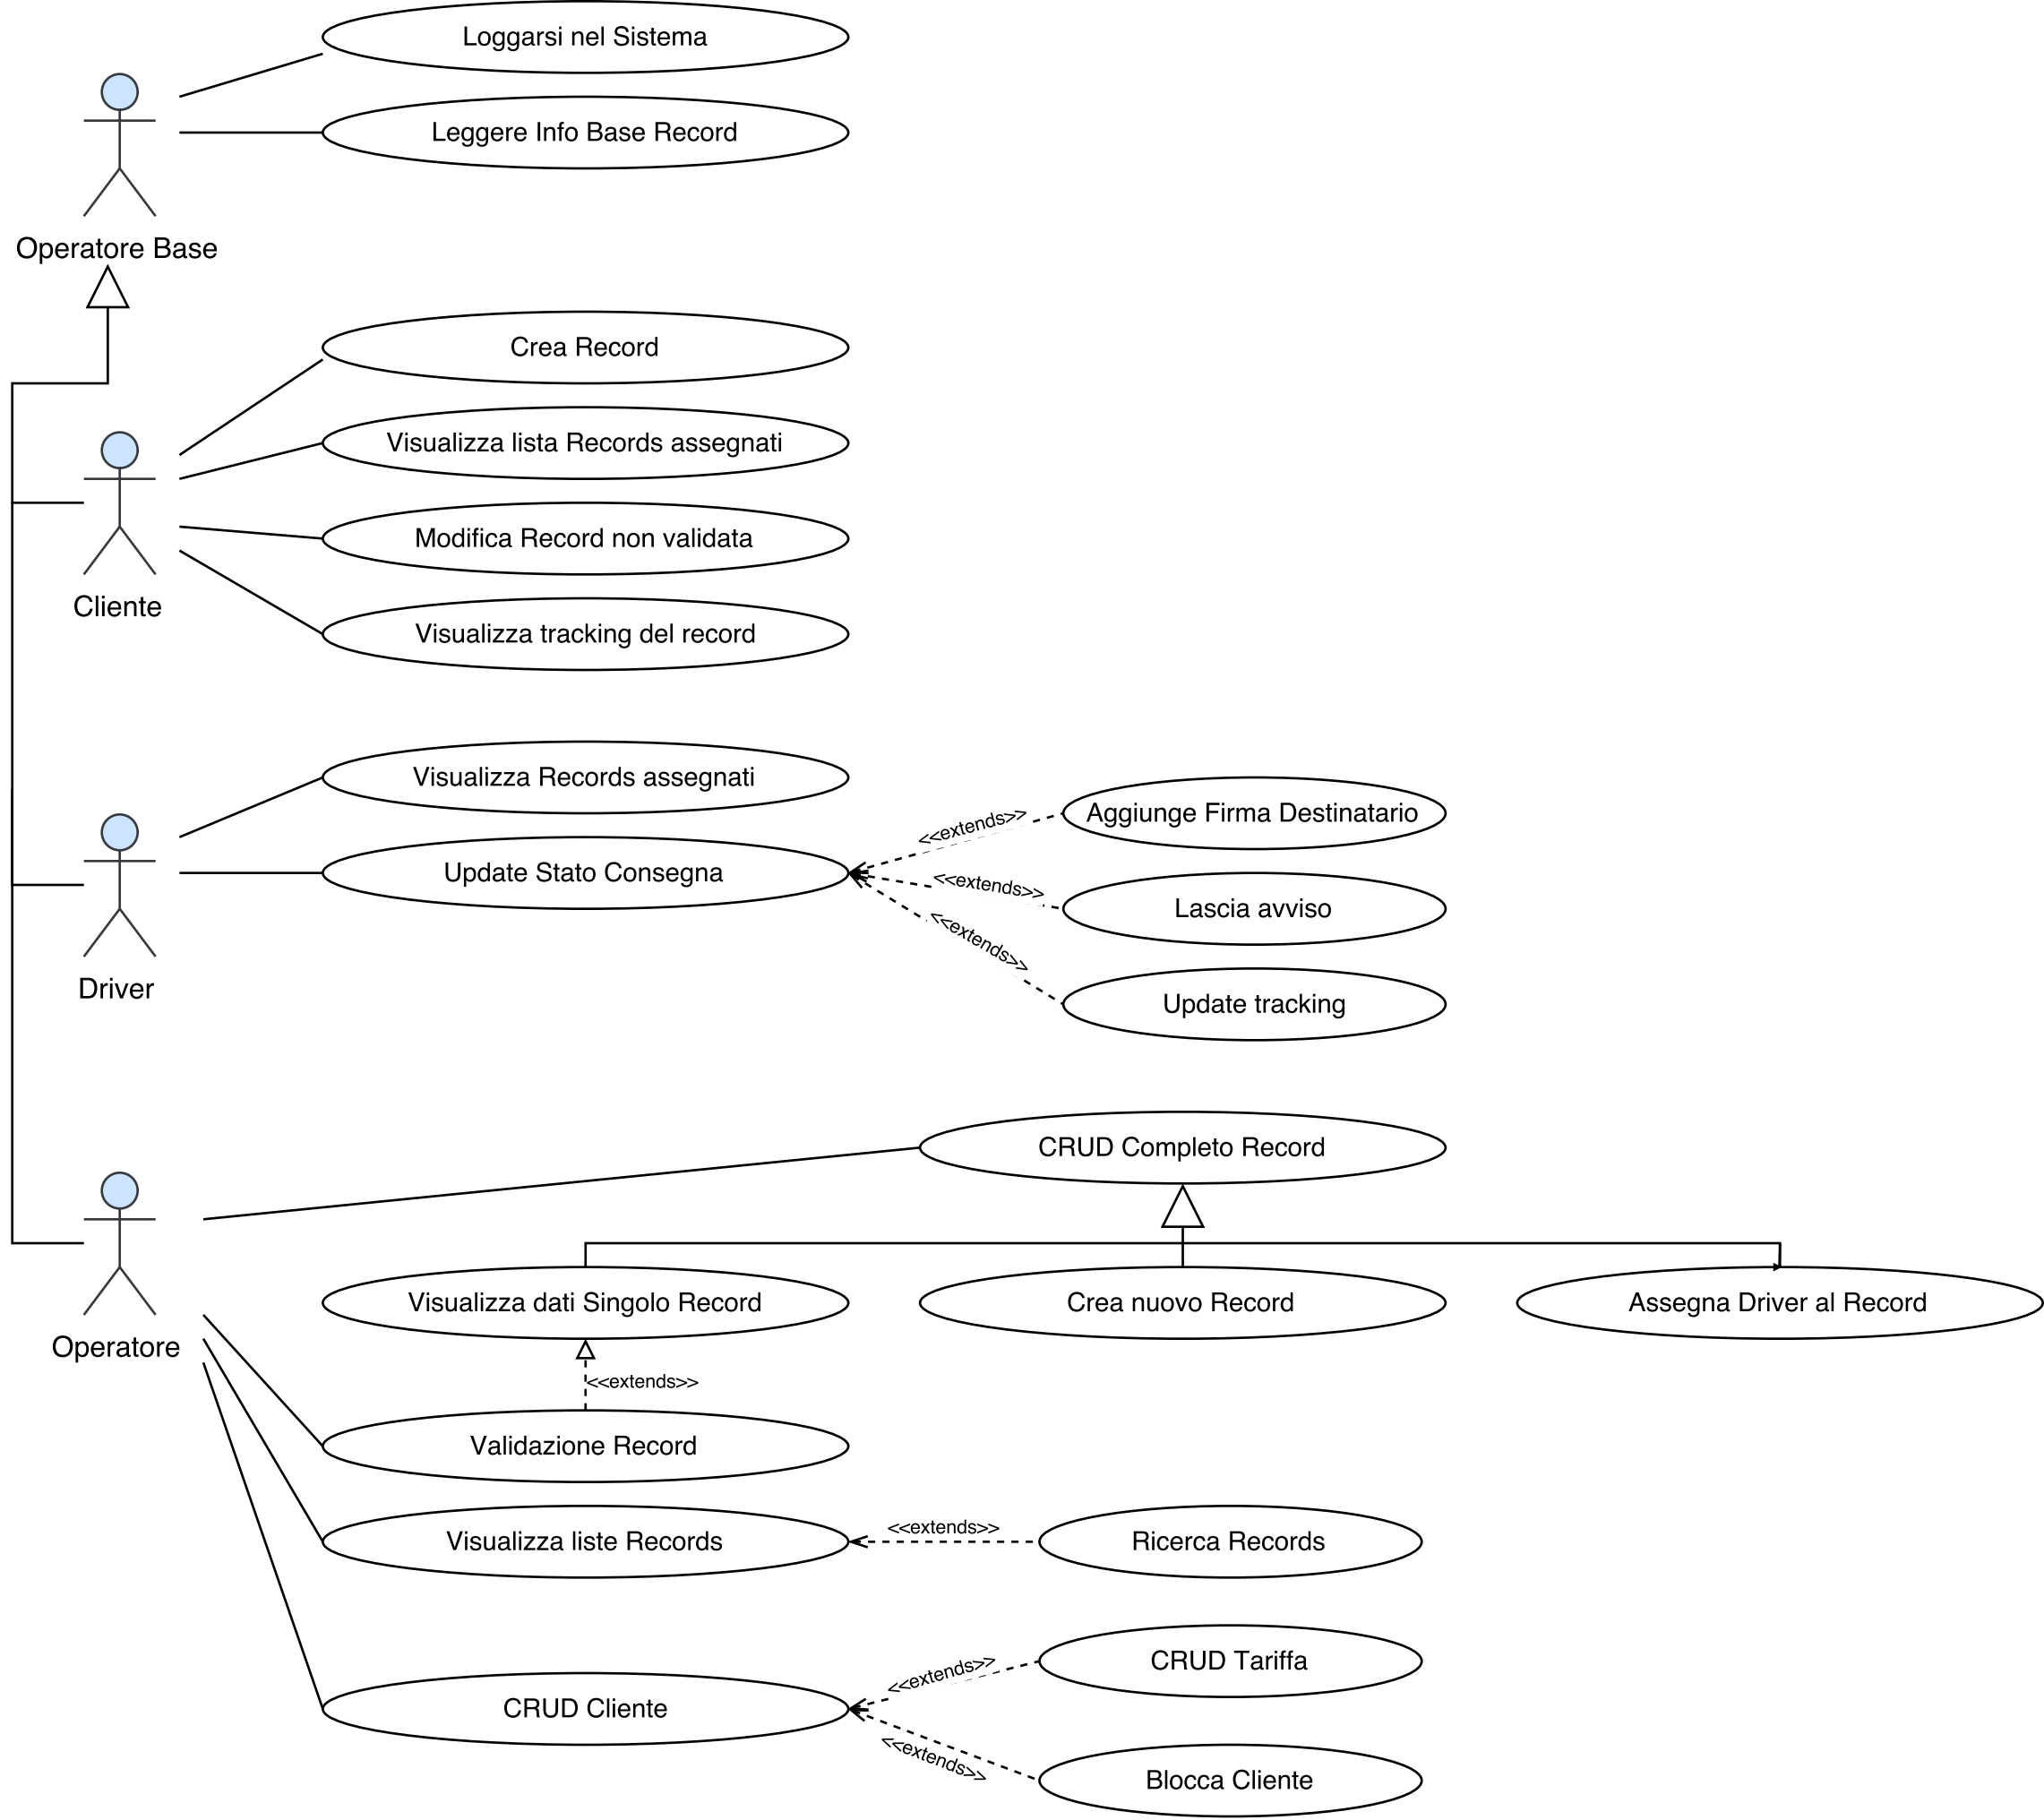 Loggarsi nel Sistema
Leggere Info Base Record
Operatore Base
Crea Record
Visualizza lista Records assegnati
Modifica Record non validata
Visualizza tracking del record
Cliente
Visualizza Records assegnati
Update Stato Consegna
Driver
<<extends>>
Aggiunge Firma Destinatario
<<extends>>
Lascia avviso
<<extends>>
Update tracking
CRUD Completo Record
Operatore
Visualizza dati Singolo Record
Crea nuovo Record
Assegna Driver al Record
<<extends>>
Validazione Record
Visualizza liste Records
<<extends>>
Ricerca Records
CRUD Cliente
<<extends>>
CRUD Tariffa
<<extends>>
Blocca Cliente